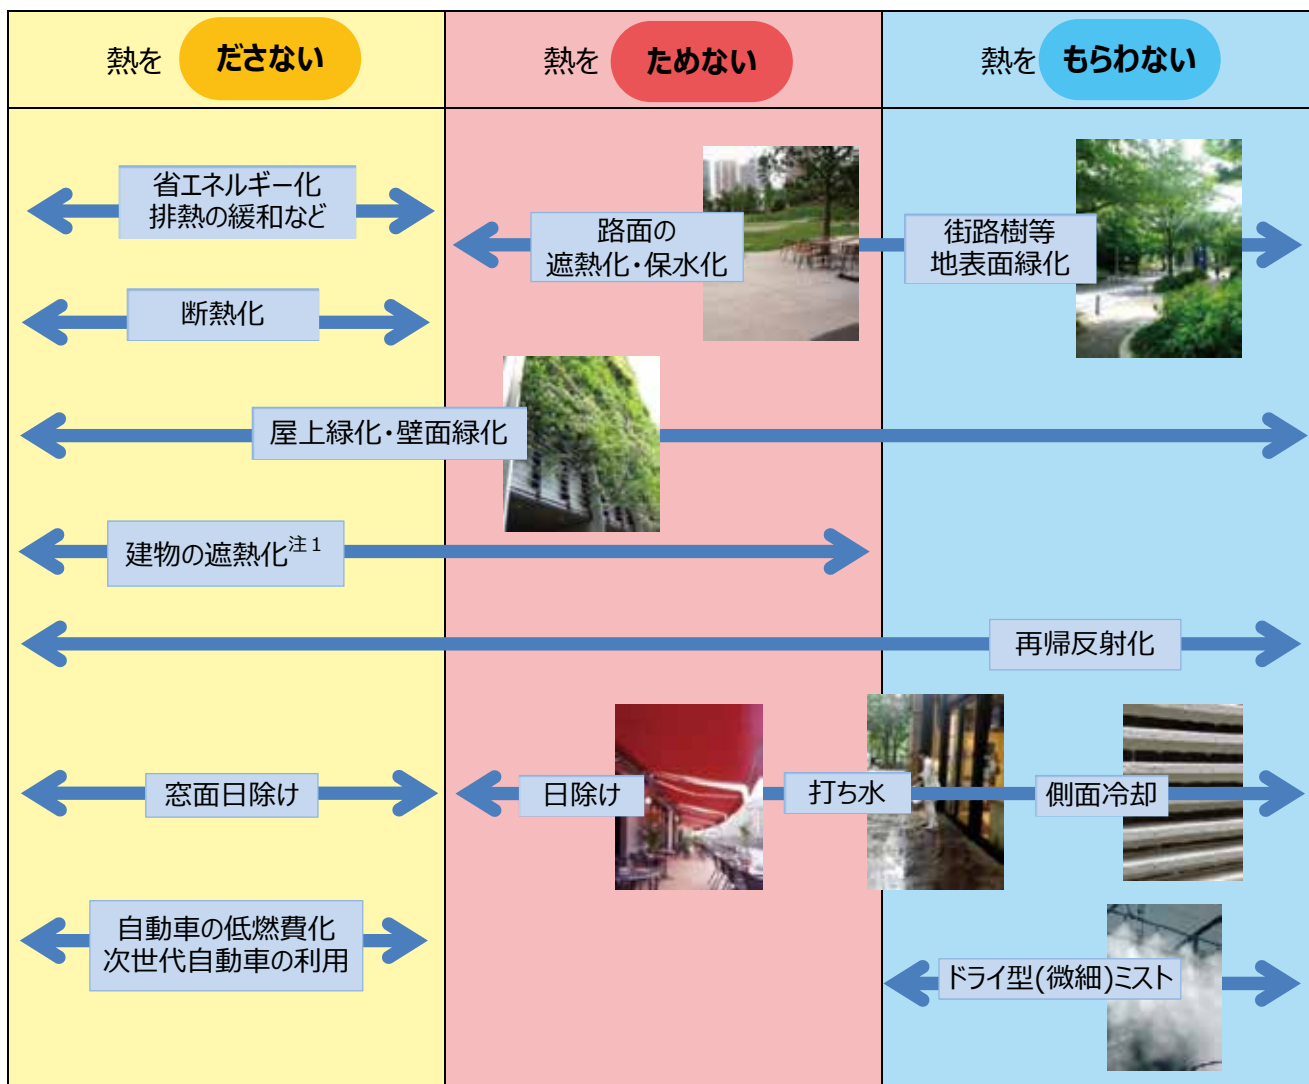 熱を ださない
熱を ためない
熱を もらわない
省エネルギー化
排熱の緩和など
路面の
遮熱化・保水化
街路樹等
地表面緑化
断熱化
屋上緑化・壁面緑化
建物の遮熱化注1
再帰反射化
窓面日除け
日除け
打ち水
側面冷却
自動車の低燃費化
次世代自動車の利用
ドライ型(微細)ミスト